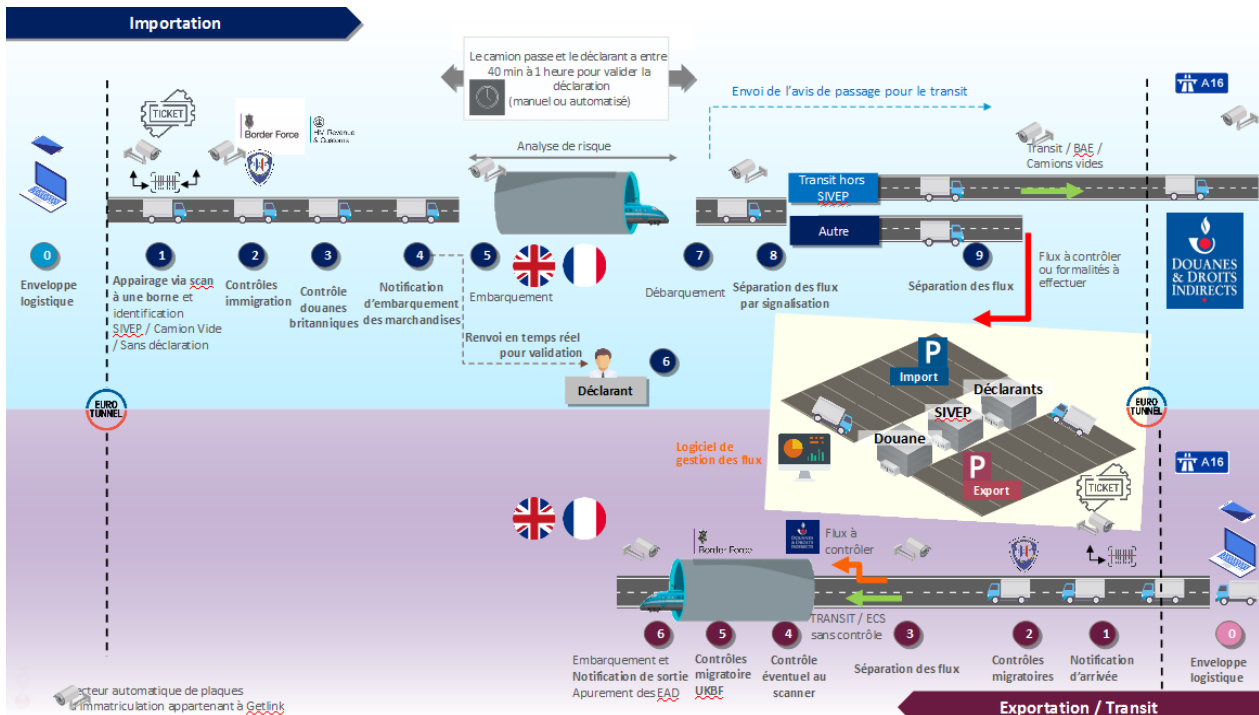 Importation
Le camion passe et le déclarant a entre
40 min à 1 heure pour valider la
déclaration
(manuel ou automatisé)
A16
Envoi de l'avis de passage pour le transit
TICKET
Border Force
HM Revenue
& Customs
Analyse de risque
Transit / BAE /
Camions vides
Transit hors
SIVEP
Autre
0
1
2
3
4
5
7
8
9
Enveloppe
logistique
Appairage via scan
à une borne et
identification
SIVEP / Camion Vide
/ Sans déclaration
Contrôles
immigration
Contrôle
douanes
britanniques
Notification
d'embarquement
des marchandises
Embarquement
Débarquement
Séparation des flux
par signalisation
Séparation des flux
Flux à contrôler
ou formalités à
effectuer
DOUANES
& DROITS
INDIRECTS
Renvoi en temps réel
pour validation
6
Déclarant
P
Import
Déclarants
SIVEP
Douane
P
Export
EURO
TUNNEL
EURO
TUNNEL
Logiciel de
gestion des flux
TICKET
A16
Border Force
DOUANES
& DROITS
INDIRECTS
Flux à
contrôler
TRANSIT / ECS
sans contrôle
6
5
4
3
2
1
0
Embarquement et
Notification de sortie
Apurement des EAD
Contrôles
migratoire
UKBF
Contrôle
éventuel au
scanner
Séparation des flux
Contrôles
migratoires
Notification
d'arrivée
Enveloppe
logistique
automatique de plaques
immatriculation appartenant à Getlink
Exportation / Transit